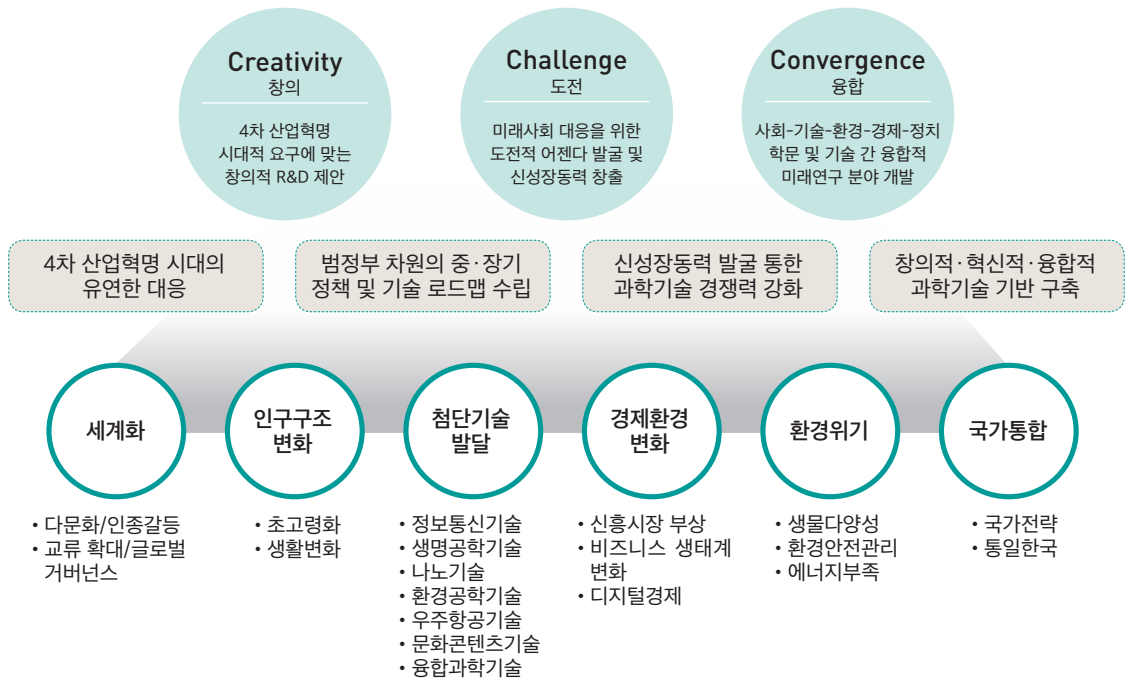 Creativity
창의
4차 산업혁명
시대적 요구에 맞는
창의적 R&D 제안
Challenge
도전
미래사회 대응을 위한
도전적 어젠다 발굴 및
신성장동력 창출
Convergence
융합
사회-기술-환경-경제-정치
학문 및 기술 간 융합적
미래연구 분야 개발
4차 산업혁명 시대의
유연한 대응
범정부 차원의 중·장기
정책 및 기술 로드맵 수립
신성장동력 발굴 통한
과학기술 경쟁력 강화
창의적·혁신적·융합적
과학기술 기반 구축
세계화
• 다문화/인종갈등
• 교류 확대/글로벌
거버넌스
인구구조
변화
• 초고령화
• 생활변화
첨단기술
발달
• 정보통신기술
• 생명공학기술
• 나노기술
• 환경공학기술
• 우주항공기술
• 문화콘텐츠기술
• 융합과학기술
경제환경
변화
• 신흥시장 부상
• 비즈니스 생태계
변화
• 디지털경제
환경위기
• 생물다양성
• 환경안전관리
• 에너지부족
국가통합
• 국가전략
• 통일한국